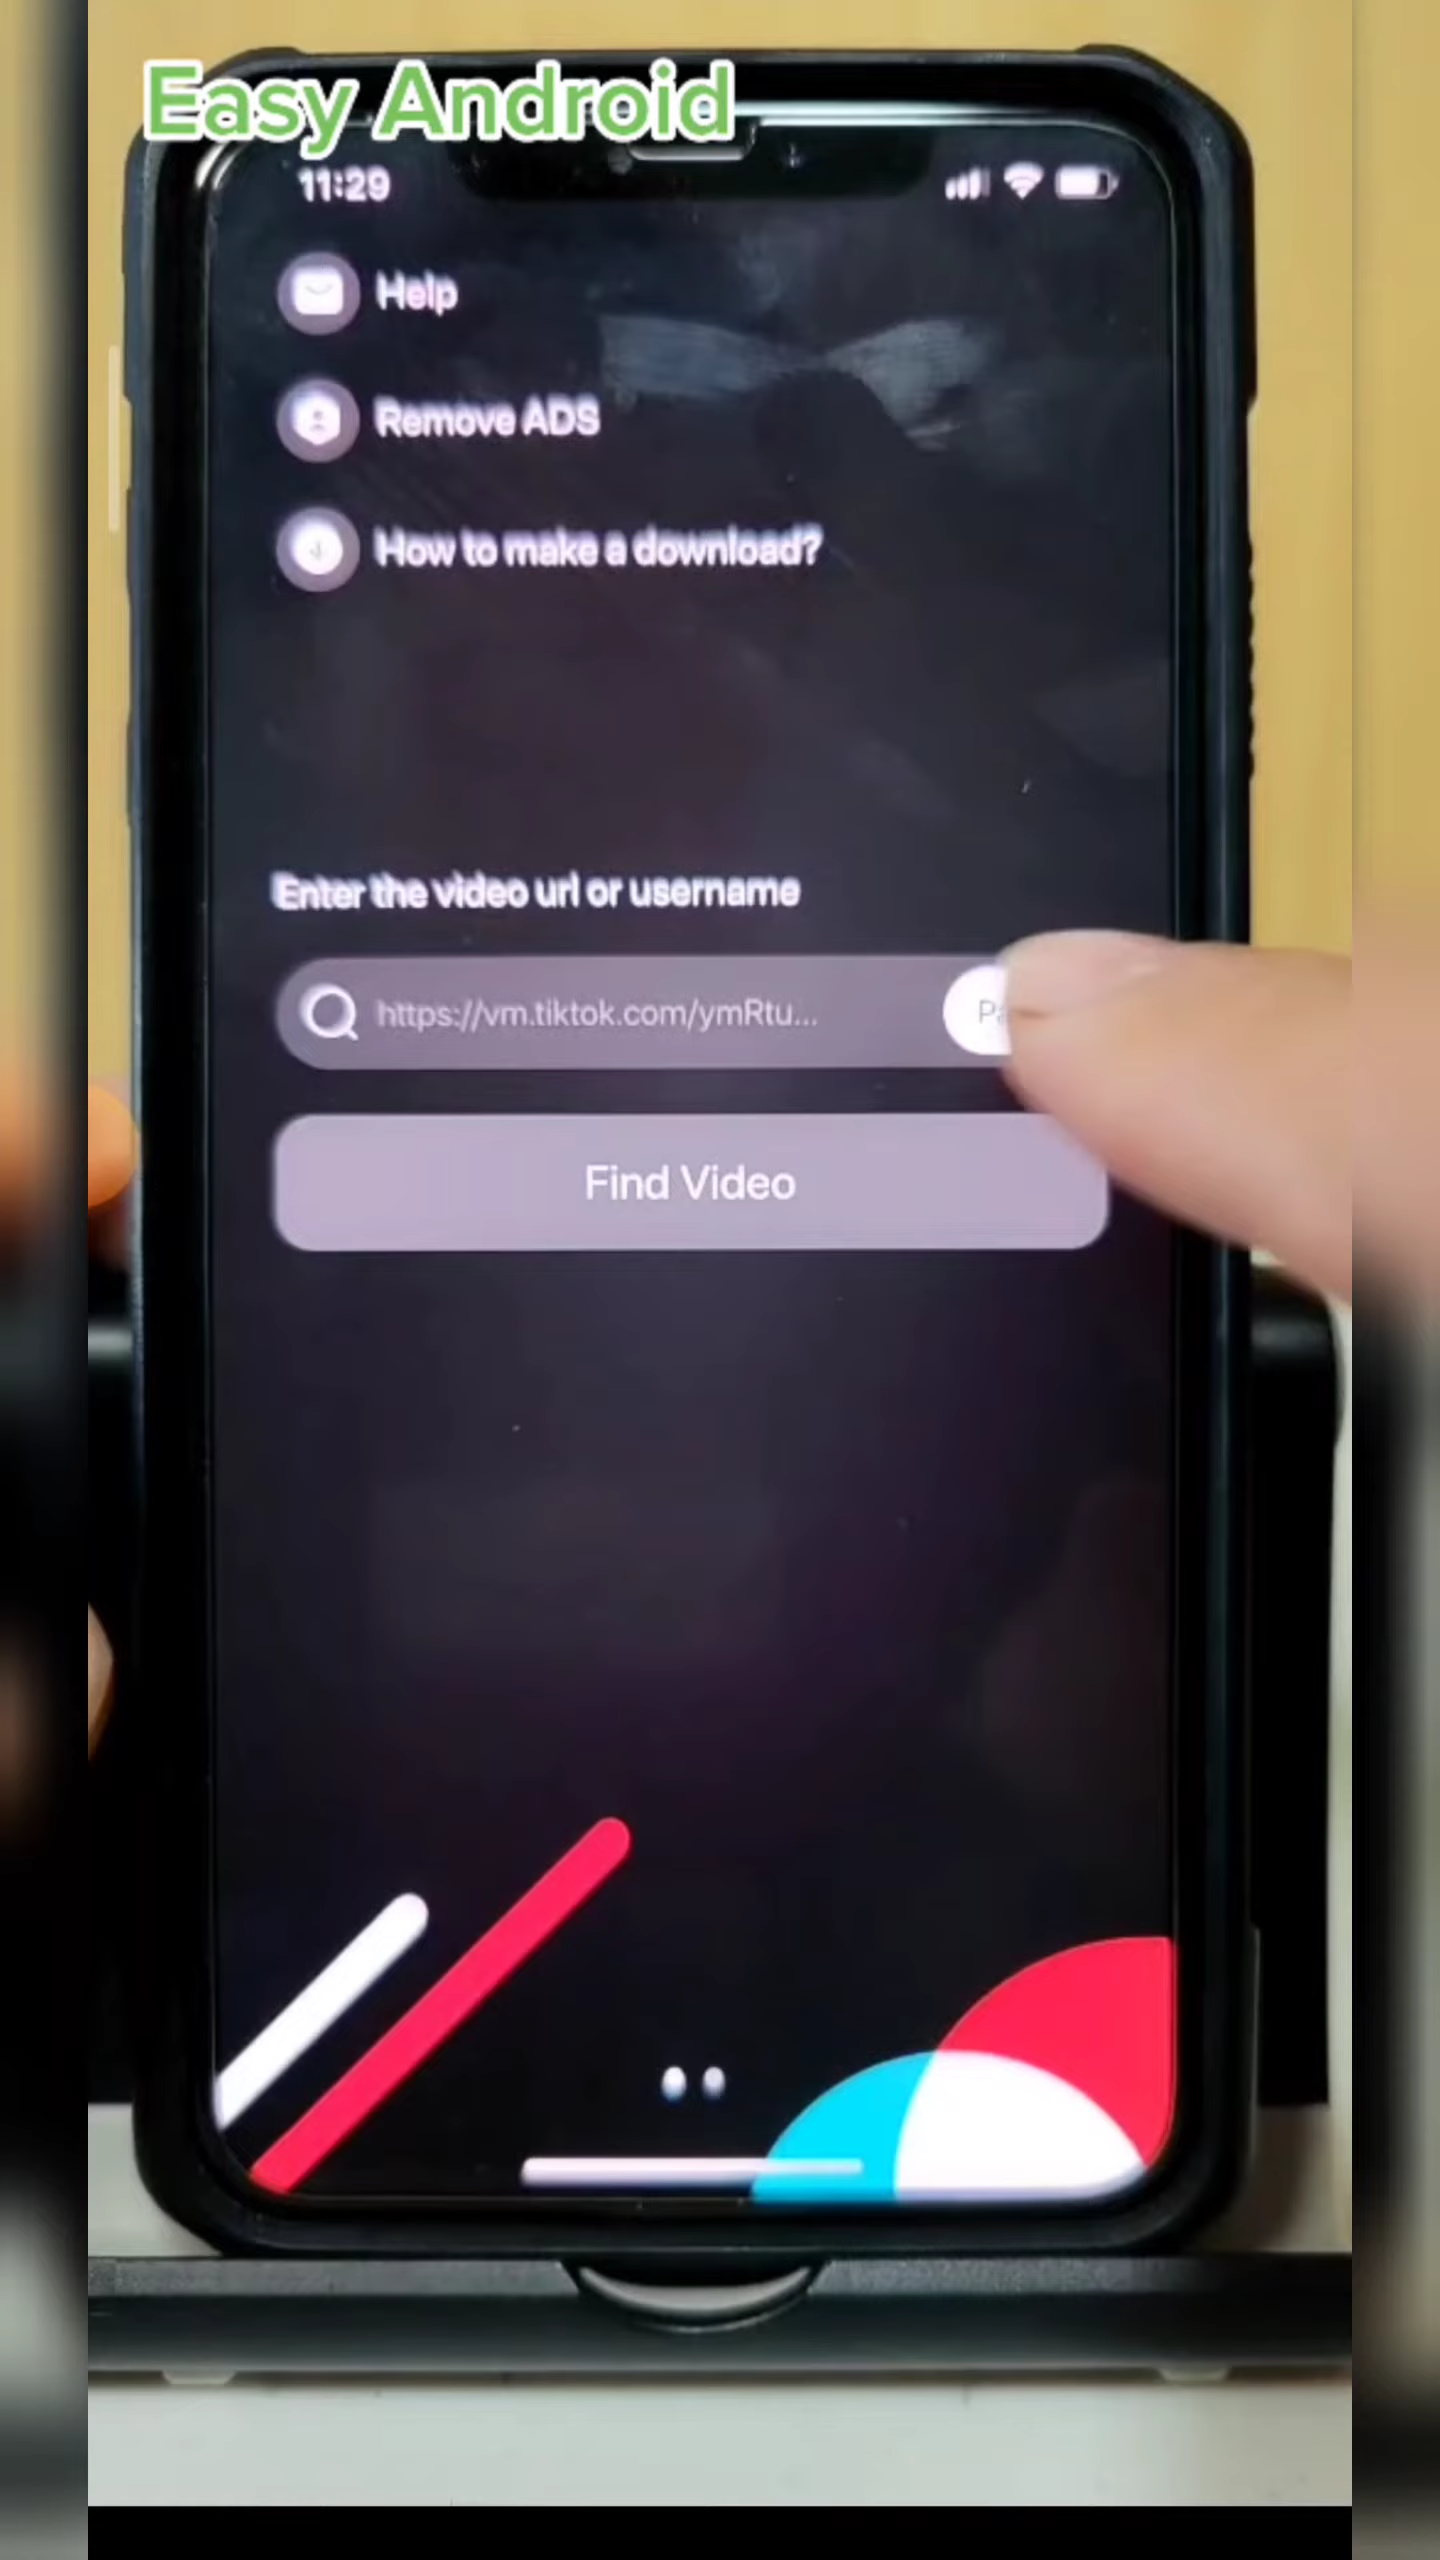 Easy Android
11:29
Help
Remove ADS
How to make a download?
Enter the video url or username
https://vm.tiktok.com/ymRtu...
Find Video